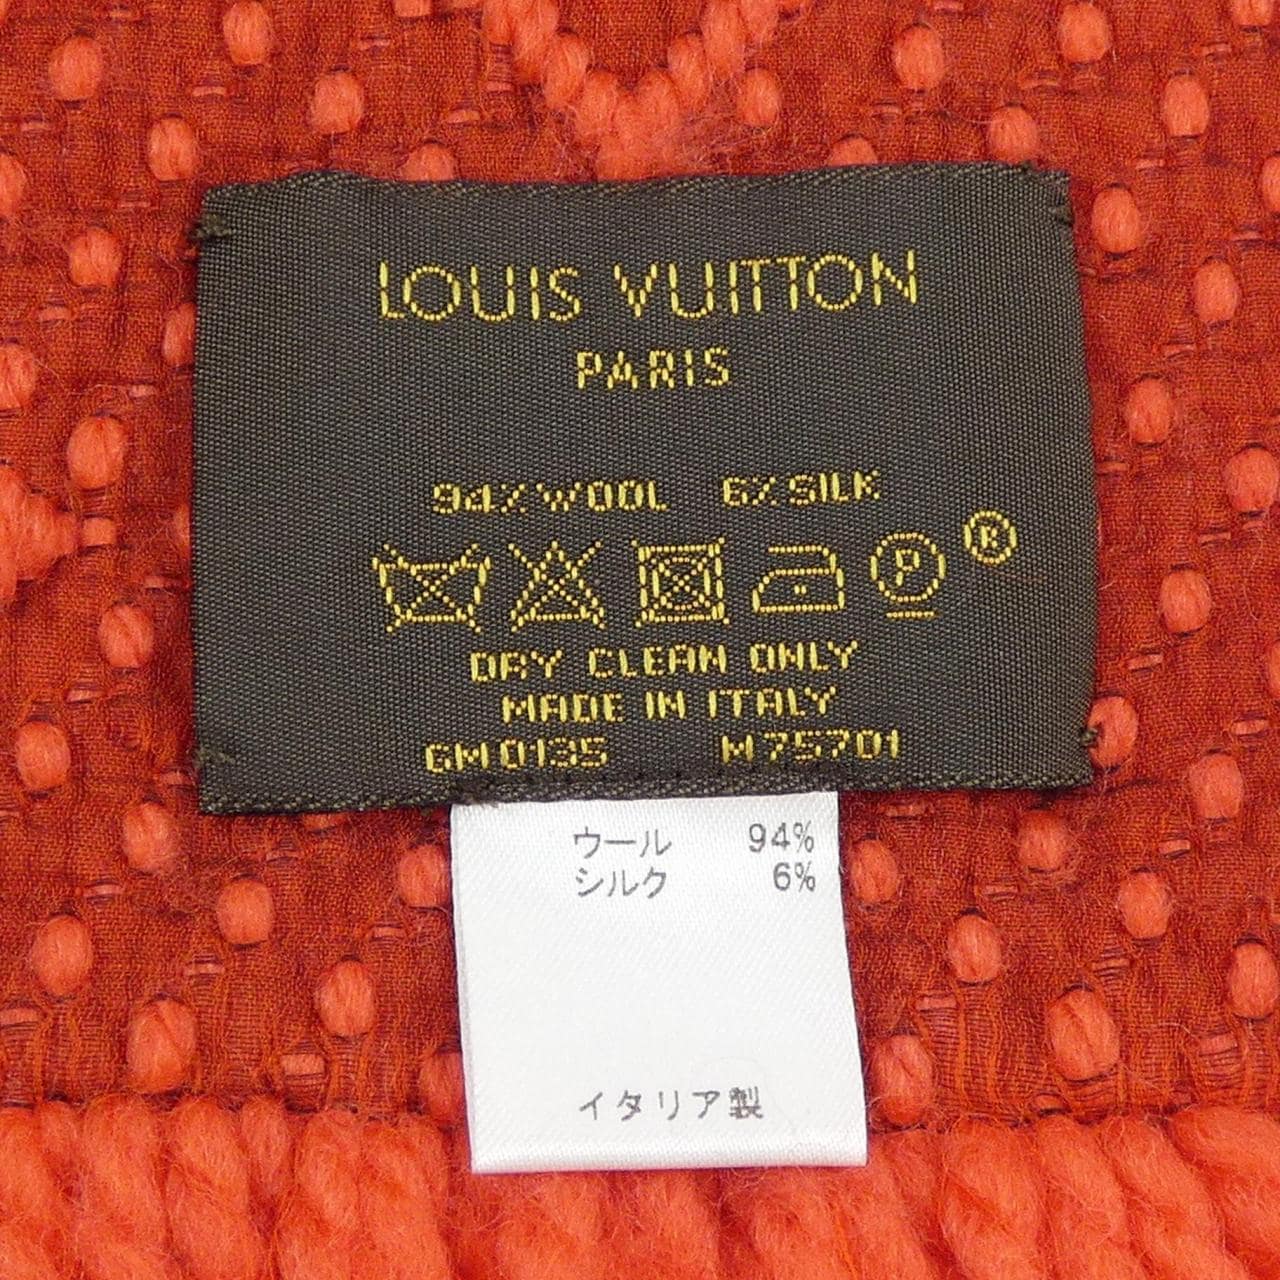 LOUIS VUITTON
PARIS
94% WOOL 6% SILK
P ®
DRY CLEAN ONLY
MADE IN ITALY
GM0135 M75701
ウール 94%
シルク 6%
イタリア製